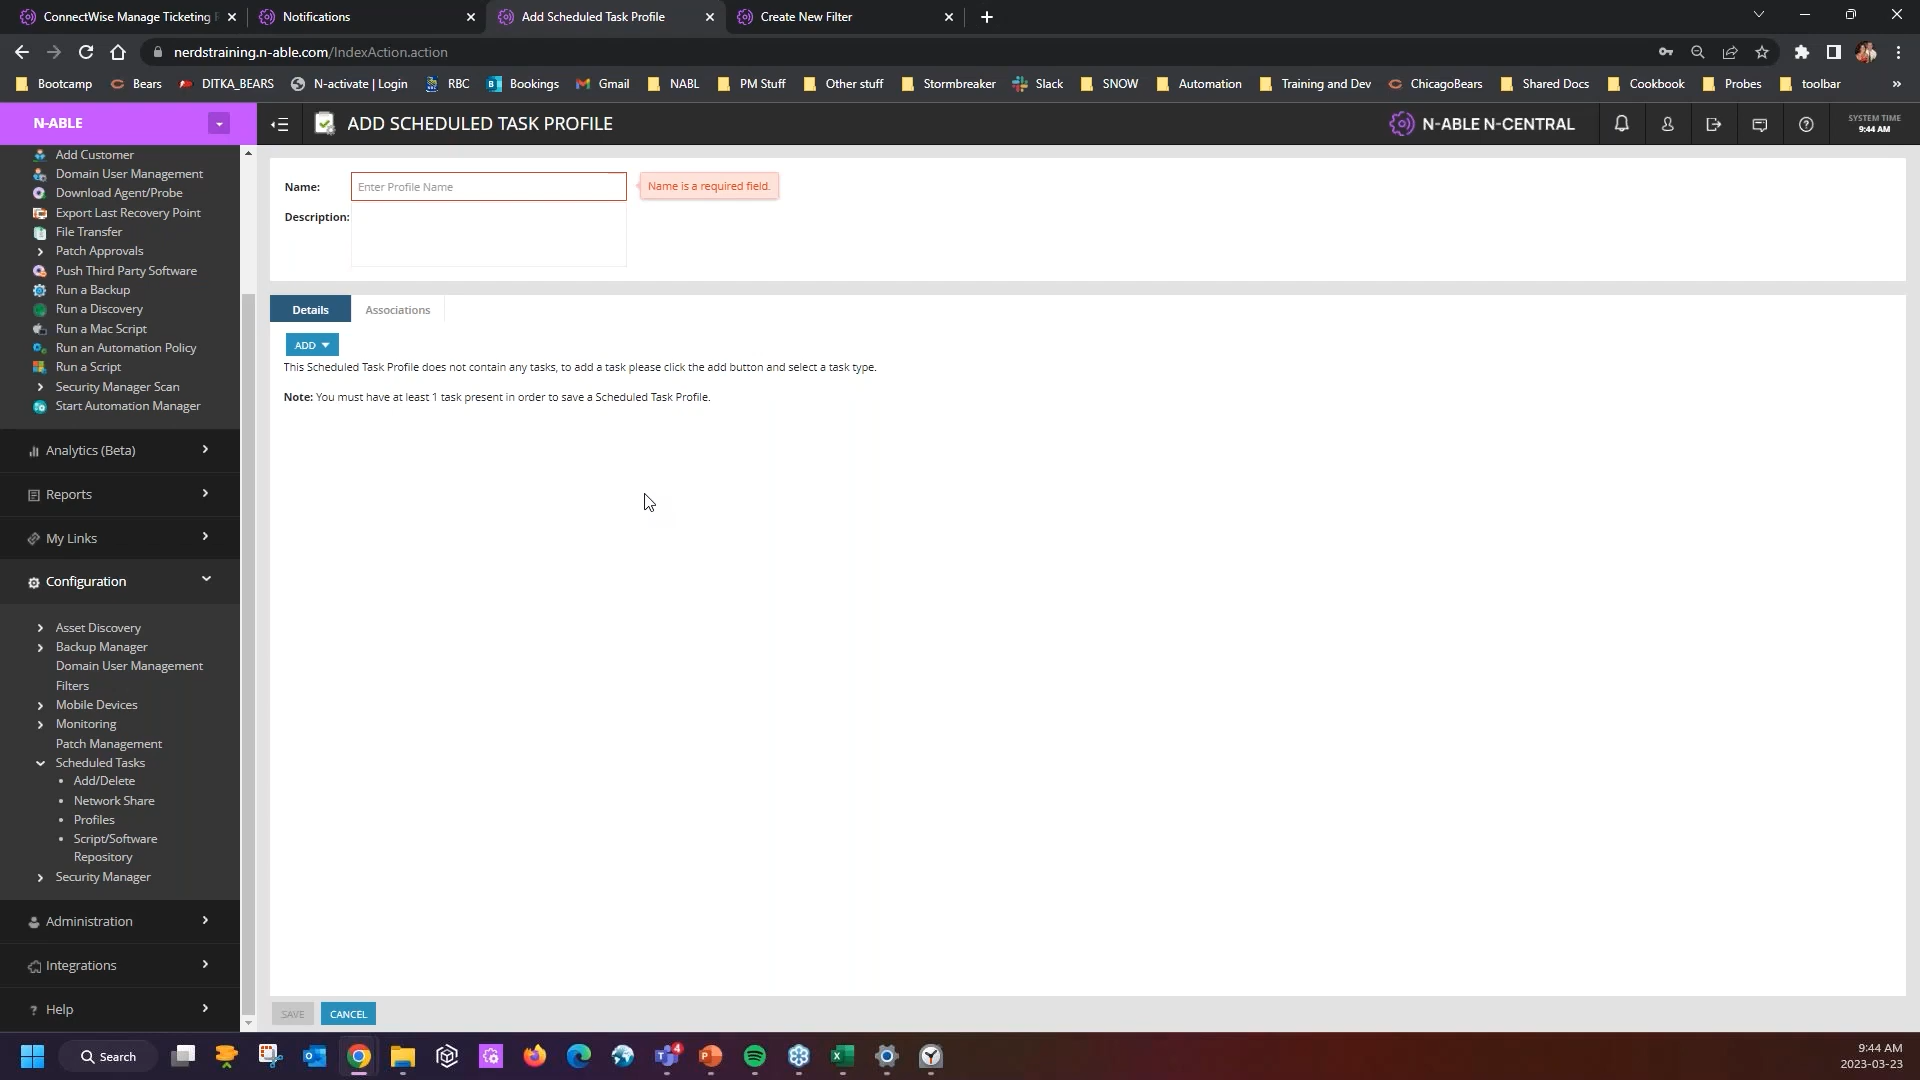 ConnectWise Manage Ticketing
Notifications
Add Scheduled Task Profile
Create New Filter
nerdstraining.n-able.com/IndexAction.action
Bootcamp
Bears
DITKA_BEARS
N-activate | Login
RBC
Bookings
Gmail
NABL
PM Stuff
Other stuff
Stormbreaker
Slack
SNOW
Automation
Training and Dev
ChicagoBears
Shared Docs
Cookbook
Probes
toolbar
N-ABLE
ADD SCHEDULED TASK PROFILE
N-ABLE N-CENTRAL
SYSTEM TIME
9:44 AM
Add Customer
Domain User Management
Download Agent/Probe
Export Last Recovery Point
File Transfer
Patch Approvals
Push Third Party Software
Run a Backup
Run a Discovery
Run a Mac Script
Run an Automation Policy
Run a Script
Security Manager Scan
Start Automation Manager
Analytics (Beta)
Reports
My Links
Configuration
Asset Discovery
Backup Manager
Domain User Management
Filters
Mobile Devices
Monitoring
Patch Management
Scheduled Tasks
Add/Delete
Network Share
Profiles
Script/Software
Repository
Security Manager
Administration
Integrations
Help
Name:
Enter Profile Name
Name is a required field.
Description:
Details
Associations
ADD
This Scheduled Task Profile does not contain any tasks, to add a task please click the add button and select a task type.
Note: You must have at least 1 task present in order to save a Scheduled Task Profile.
SAVE
CANCEL
Search
4
9:44 AM
2023-03-23